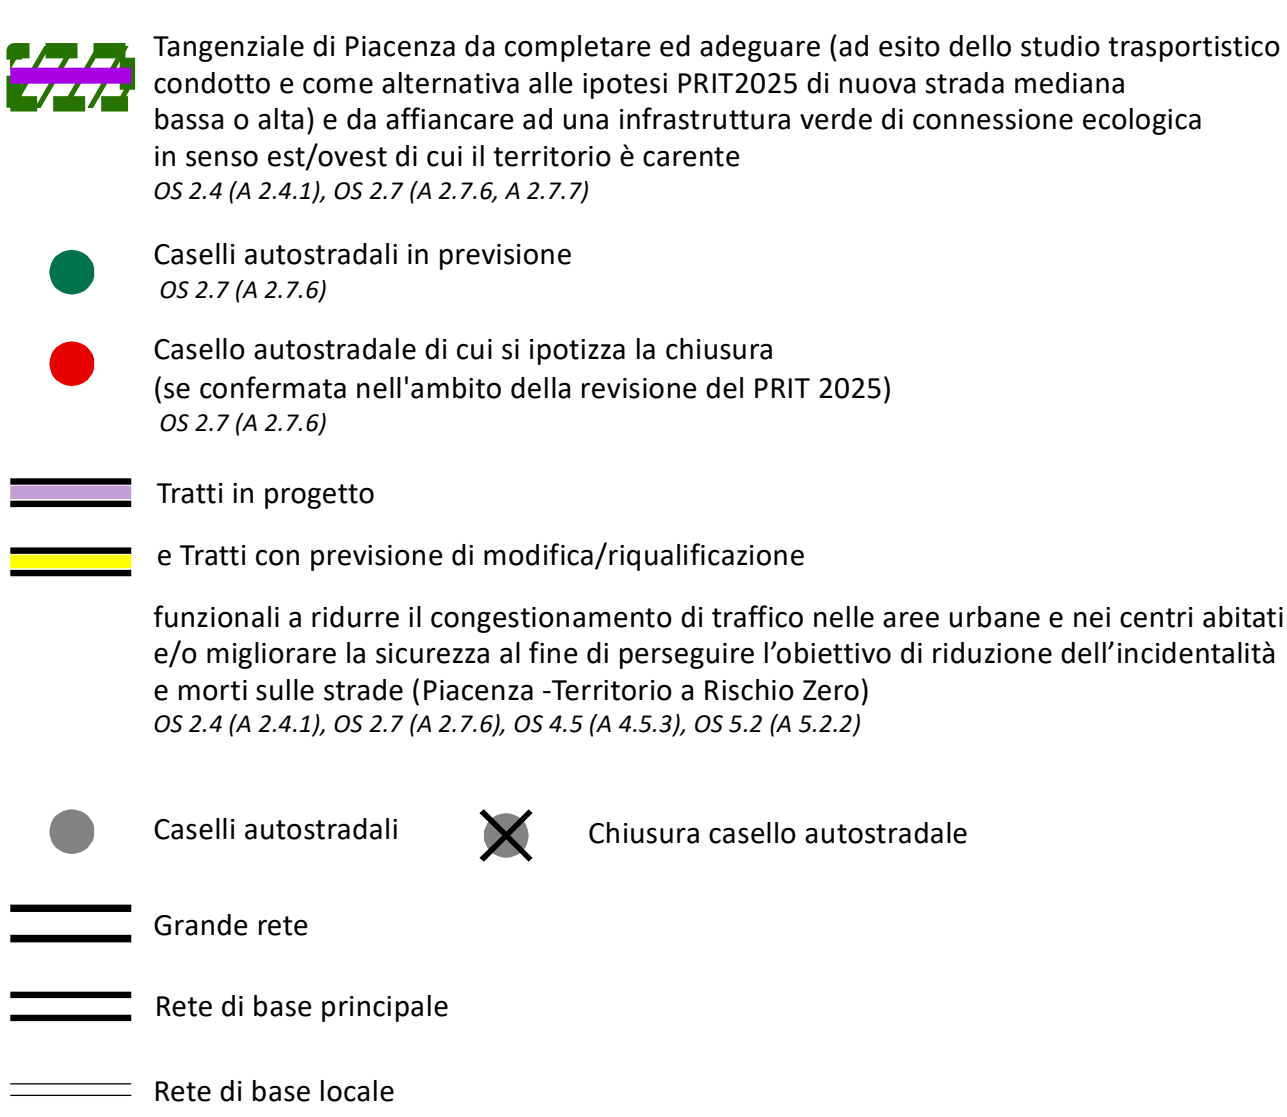 Tangenziale di Piacenza da completare ed adeguare (ad esito dello studio trasportistico
condotto e come alternativa alle ipotesi PRIT2025 di nuova strada mediana
bassa o alta) e da affiancare ad una infrastruttura verde di connessione ecologica
in senso est/ovest di cui il territorio è carente
OS 2.4 (A 2.4.1), OS 2.7 (A 2.7.6, A 2.7.7)
Caselli autostradali in previsione
OS 2.7 (A 2.7.6)
Casello autostradale di cui si ipotizza la chiusura
(se confermata nell'ambito della revisione del PRIT 2025)
OS 2.7 (A 2.7.6)
Tratti in progetto
e Tratti con previsione di modifica/riqualificazione
funzionali a ridurre il congestionamento di traffico nelle aree urbane e nei centri abitati
e/o migliorare la sicurezza al fine di perseguire l’obiettivo di riduzione dell’incidentalità
e morti sulle strade (Piacenza -Territorio a Rischio Zero)
OS 2.4 (A 2.4.1), OS 2.7 (A 2.7.6), OS 4.5 (A 4.5.3), OS 5.2 (A 5.2.2)
Caselli autostradali
Chiusura casello autostradale
Grande rete
Rete di base principale
Rete di base locale